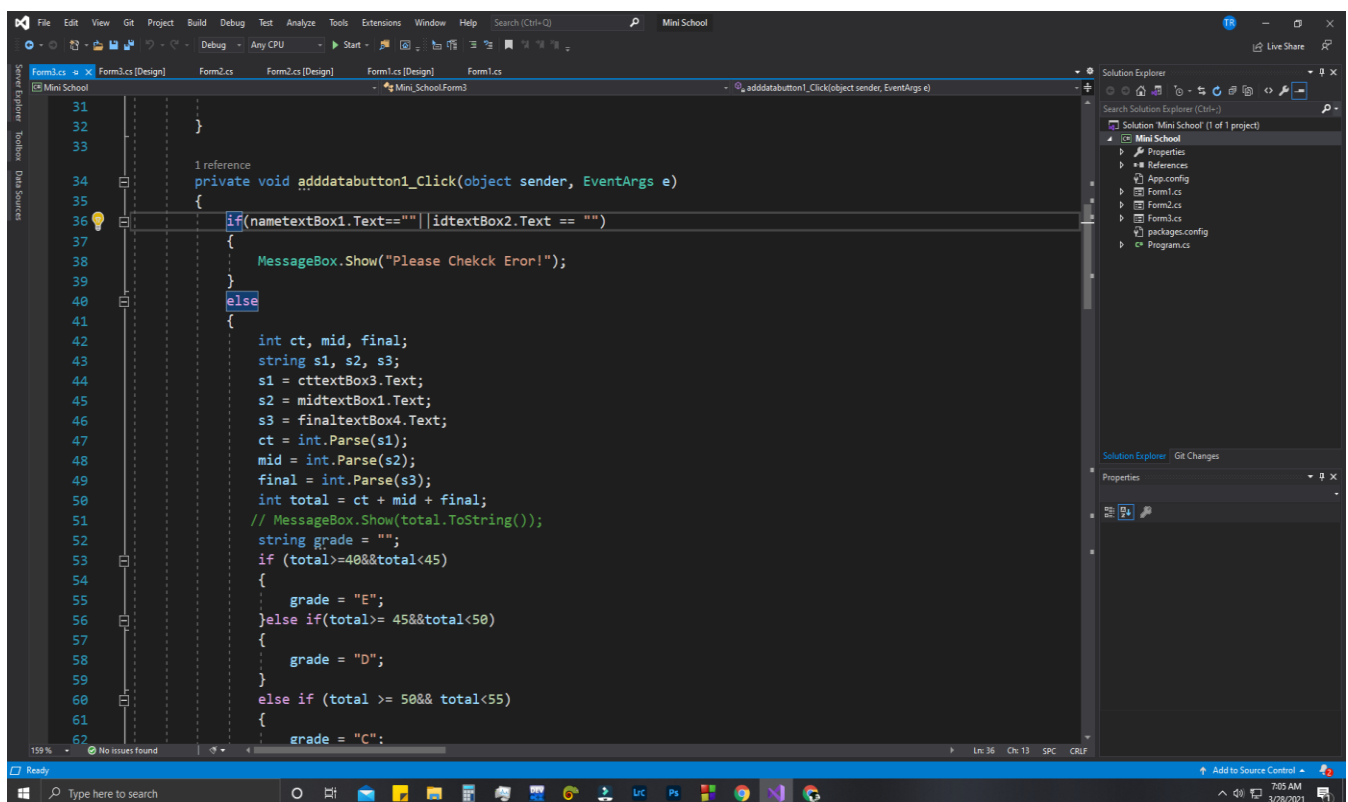 File Edit View Git Project Build Debug Test Analyze Tools Extensions Window Help Search (Ctrl+Q) Mini School TR
Debug Any CPU Start Live Share
Form3.cs Form3.cs [Design] Form2.cs Form2.cs [Design] Form1.cs [Design] Form1.cs
Mini School Mini_School.Form3 adddatabutton1_Click(object sender, EventArgs e)
Server Explorer
Toolbox
Data Sources
31
32 }
33
1 reference
34 private void adddatabutton1_Click(object sender, EventArgs e)
35 {
36 if(nametextBox1.Text==""||idtextBox2.Text == "")
37 {
38 MessageBox.Show("Please Chekck Eror!");
39 }
40 else
41 {
42 int ct, mid, final;
43 string s1, s2, s3;
44 s1 = cttextBox3.Text;
45 s2 = midtextBox1.Text;
46 s3 = finaltextBox4.Text;
47 ct = int.Parse(s1);
48 mid = int.Parse(s2);
49 final = int.Parse(s3);
50 int total = ct + mid + final;
51 // MessageBox.Show(total.ToString());
52 string grade = "";
53 if (total>=40&&total<45)
54 {
55 grade = "E";
56 }else if(total>= 45&&total<50)
57 {
58 grade = "D";
59 }
60 else if (total >= 50&& total<55)
61 {
62 grade = "C";
159 % No issues found Ln: 36 Ch: 13 SPC CRLF
Solution Explorer
Search Solution Explorer (Ctrl+;)
Solution 'Mini School' (1 of 1 project)
Mini School
Properties
References
App.config
Form1.cs
Form2.cs
Form3.cs
packages.config
Program.cs
Solution Explorer Git Changes
Properties
Ready Add to Source Control 2
Type here to search Lrc Ps 7:05 AM
3/28/2021